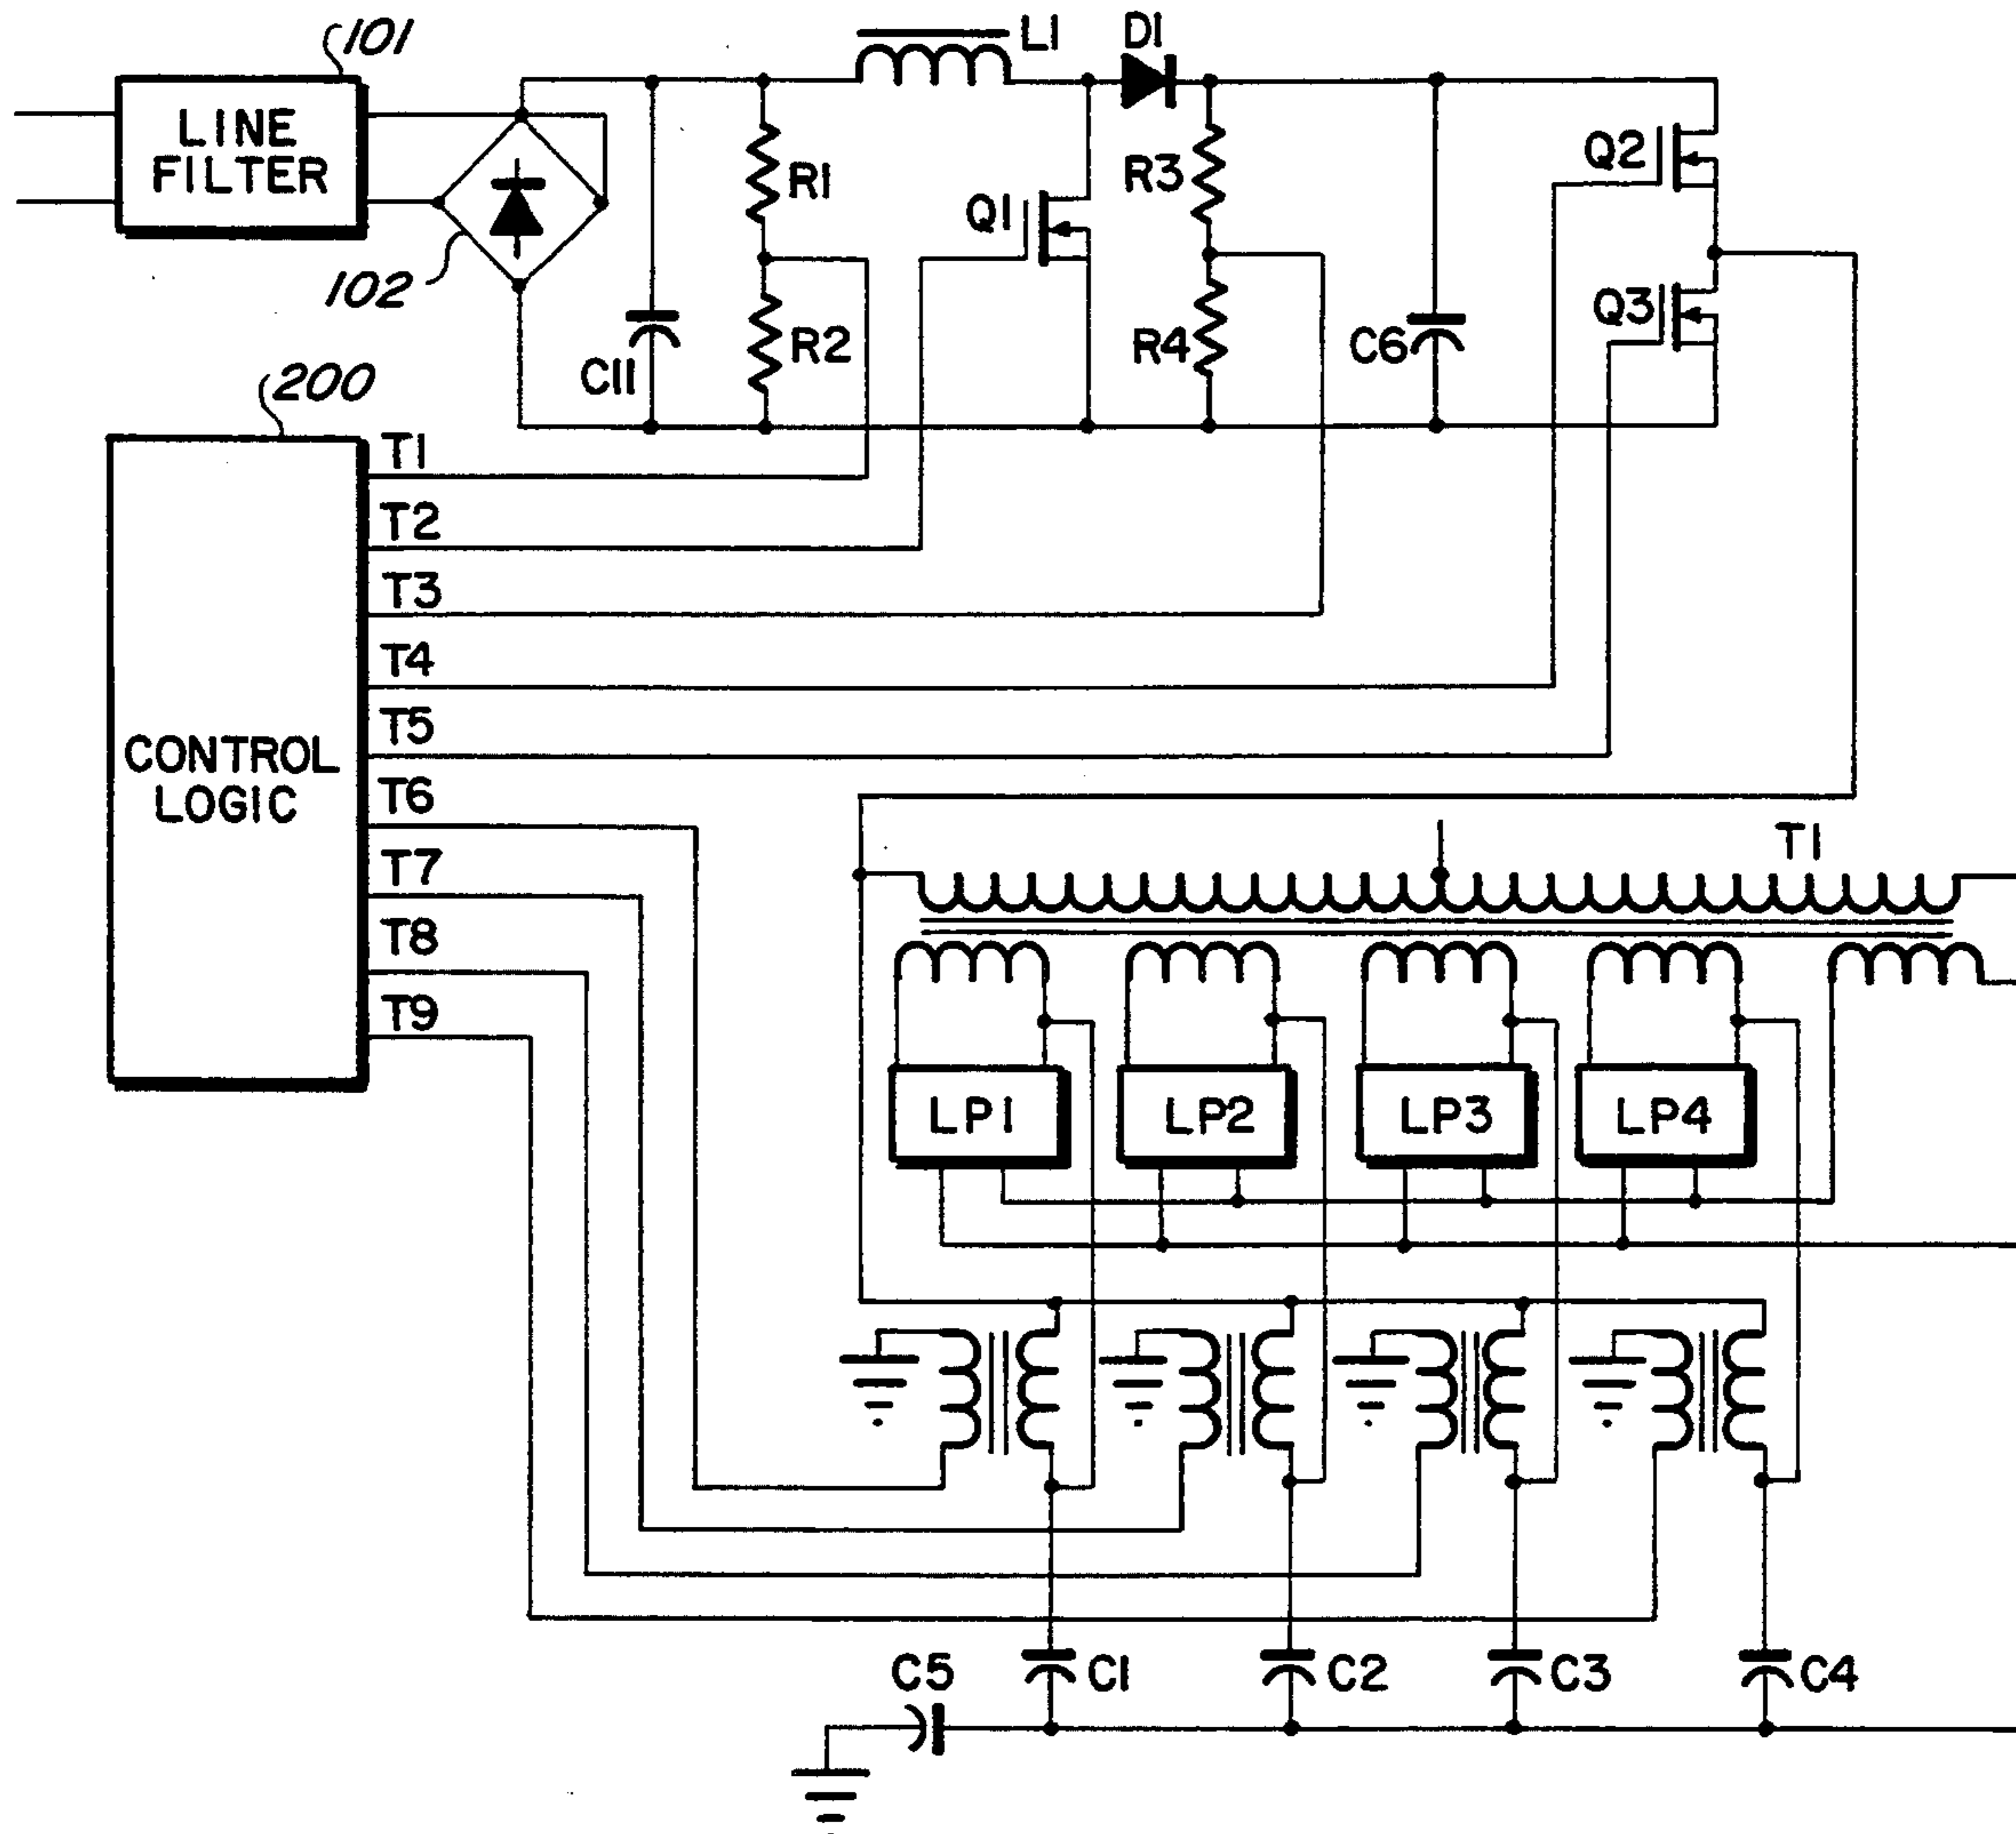 101
L1
D1
LINE
FILTER
R1
Q1
R3
Q2
102
C11
R2
R4
C6
Q3
200
T1
T2
T3
T4
T5
CONTROL
LOGIC
T6
T7
T8
T9
T1
LP1
LP2
LP3
LP4
C5
C1
C2
C3
C4